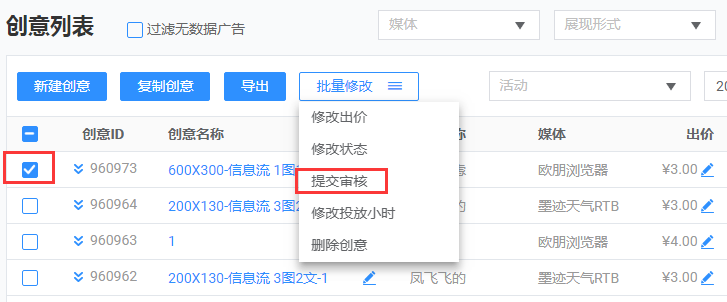 创意列表 过滤无数据广告 媒体 展现形式
新建创意 复制创意 导出 批量修改 活动 20
修改出价
修改状态
提交审核
修改投放小时
删除创意
创意ID 创意名称 称 媒体 出价
960973 600X300-信息流 1图 欧朋浏览器 ¥3.00
960964 200X130-信息流 3图2 的 墨迹天气RTB ¥3.00
960963 1 欧朋浏览器 ¥4.00
960962 200X130-信息流 3图2文-1 凤飞飞的 墨迹天气RTB ¥3.00